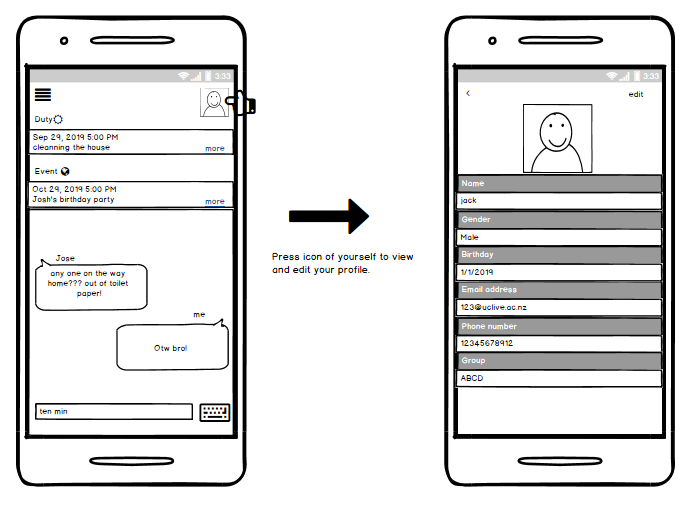 3:33
Duty
Sep 29, 2019 5:00 PM
cleanning the house
more
Event
Oct 29, 2019 5:00 PM
Josh's birthday party
more
Jose
any one on the way
home??? out of toilet
paper!
me
Otw bro!
ten min
Press icon of yourself to view
and edit your profile.
3:33
< edit
Name
jack
Gender
Male
Birthday
1/1/2019
Email address
123@uclive.ac.nz
Phone number
12345678912
Group
ABCD